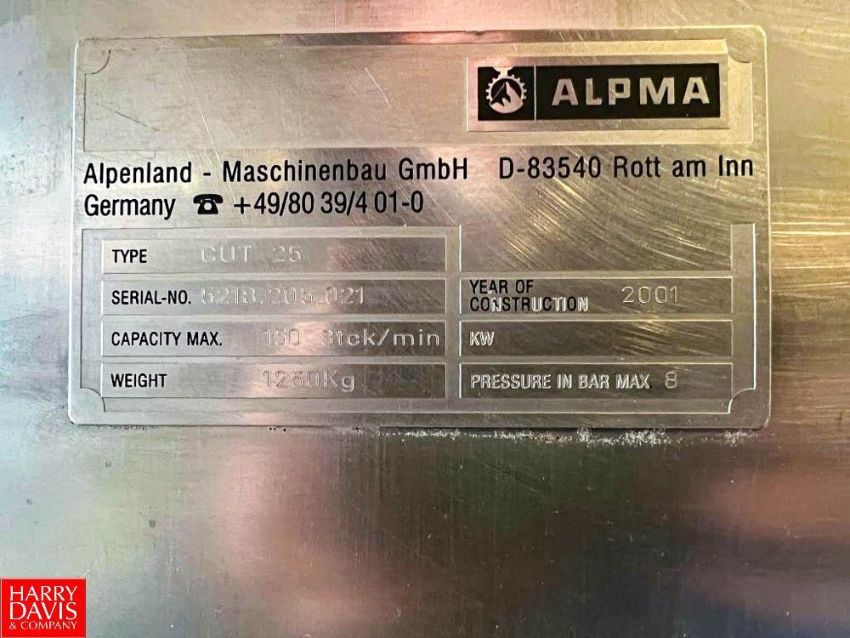 ALPMA
Alpenland - Maschinenbau GmbH D-83540 Rott am Inn
Germany ☎ +49/80 39/4 01-0
TYPE CUT 25
SERIAL-NO. 5218.205.021
YEAR OF
CONSTRUCTION 2001
CAPACITY MAX. 150 Stck/min KW
WEIGHT 1250Kg PRESSURE IN BAR MAX. 8
HARRY
DAVIS
& COMPANY